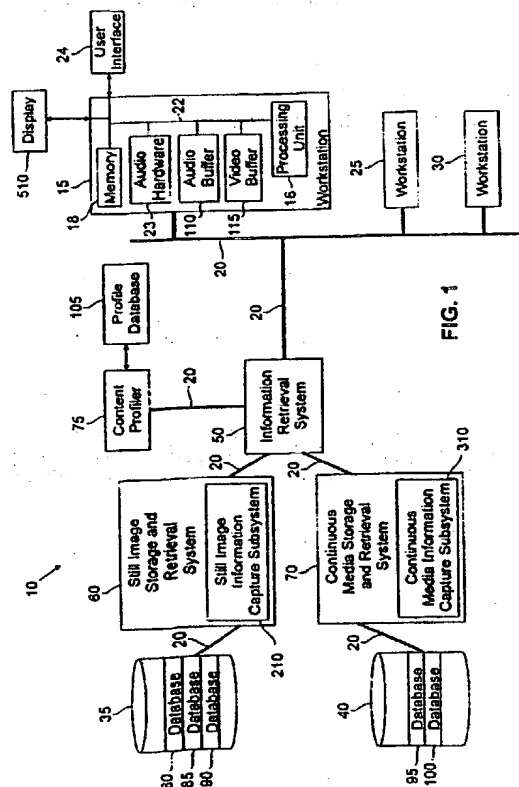 10
35
Database
Database
Database
80
85
90
20
60
Still Image
Storage and
Retrieval
System
Still Image
Information
Capture Subsystem
210
40
Database
Database
95
100
20
70
Continuous
Media Storage
and Retrieval
System
Continuous
Media Information
Capture Subsystem
310
20
20
50
Information
Retrieval
System
75
Content
Profiler
20
105
Profile
Database
20
20
510
Display
24
User
Interface
15
18
Memory
22
Audio
Hardware
23
Audio
Buffer
110
Video
Buffer
115
Processing
Unit
16
Workstation
25
Workstation
30
Workstation
FIG. 1